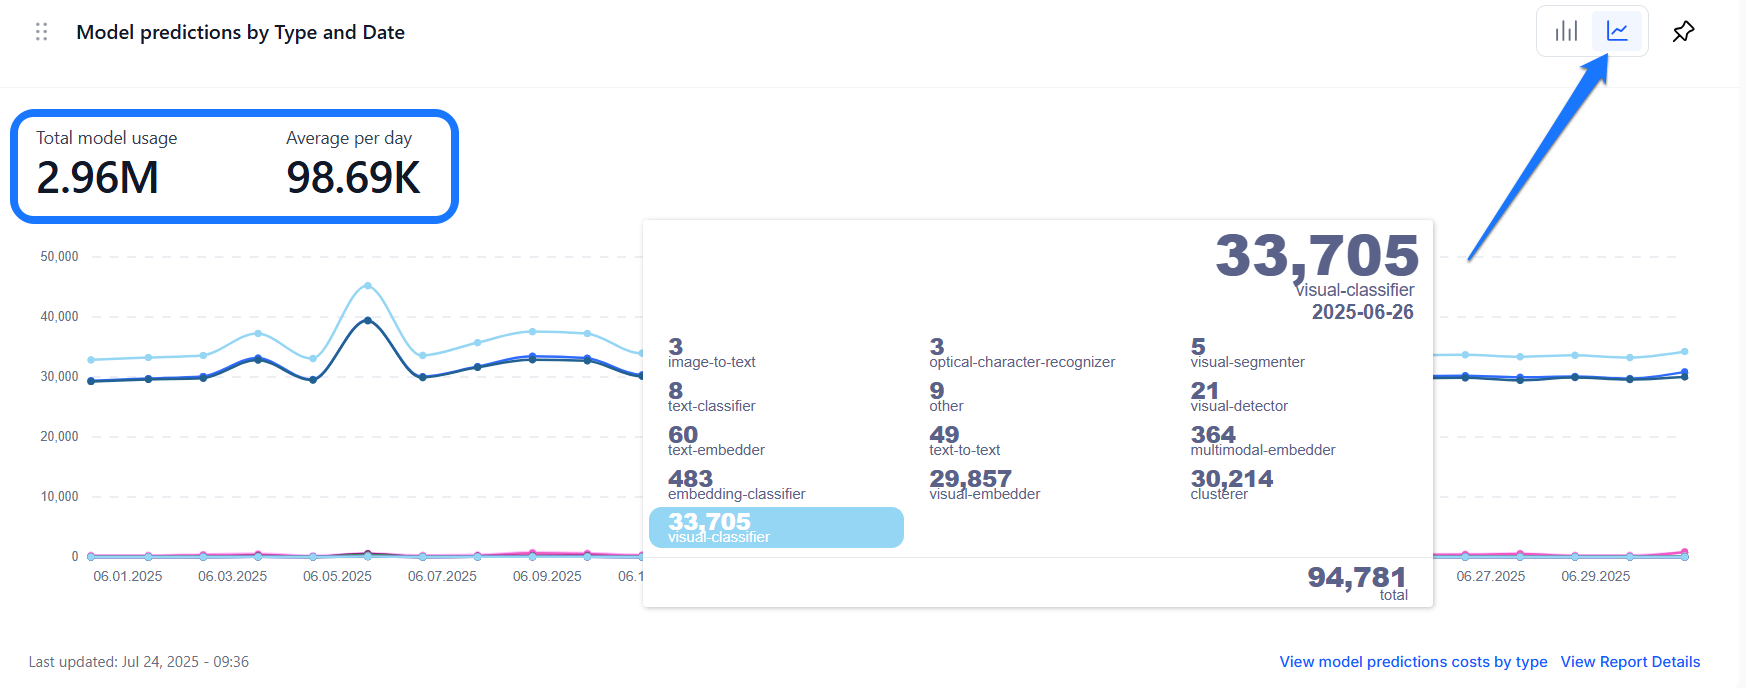 Model predictions by Type and Date
Total model usage
Average per day
2.96M
98.69K
50,000
40,000
30,000
20,000
10,000
0
33,705
visual-classifier
2025-06-26
3
image-to-text
3
optical-character-recognizer
5
visual-segmenter
8
text-classifier
9
other
21
visual-detector
60
text-embedder
49
text-to-text
364
multimodal-embedder
483
embedding-classifier
29,857
visual-embedder
30,214
clusterer
33,705
visual-classifier
94,781
total
06.01.2025
06.03.2025
06.05.2025
06.07.2025
06.09.2025
06.1
06.27.2025
06.29.2025
Last updated: Jul 24, 2025 - 09:36
View model predictions costs by type
View Report Details